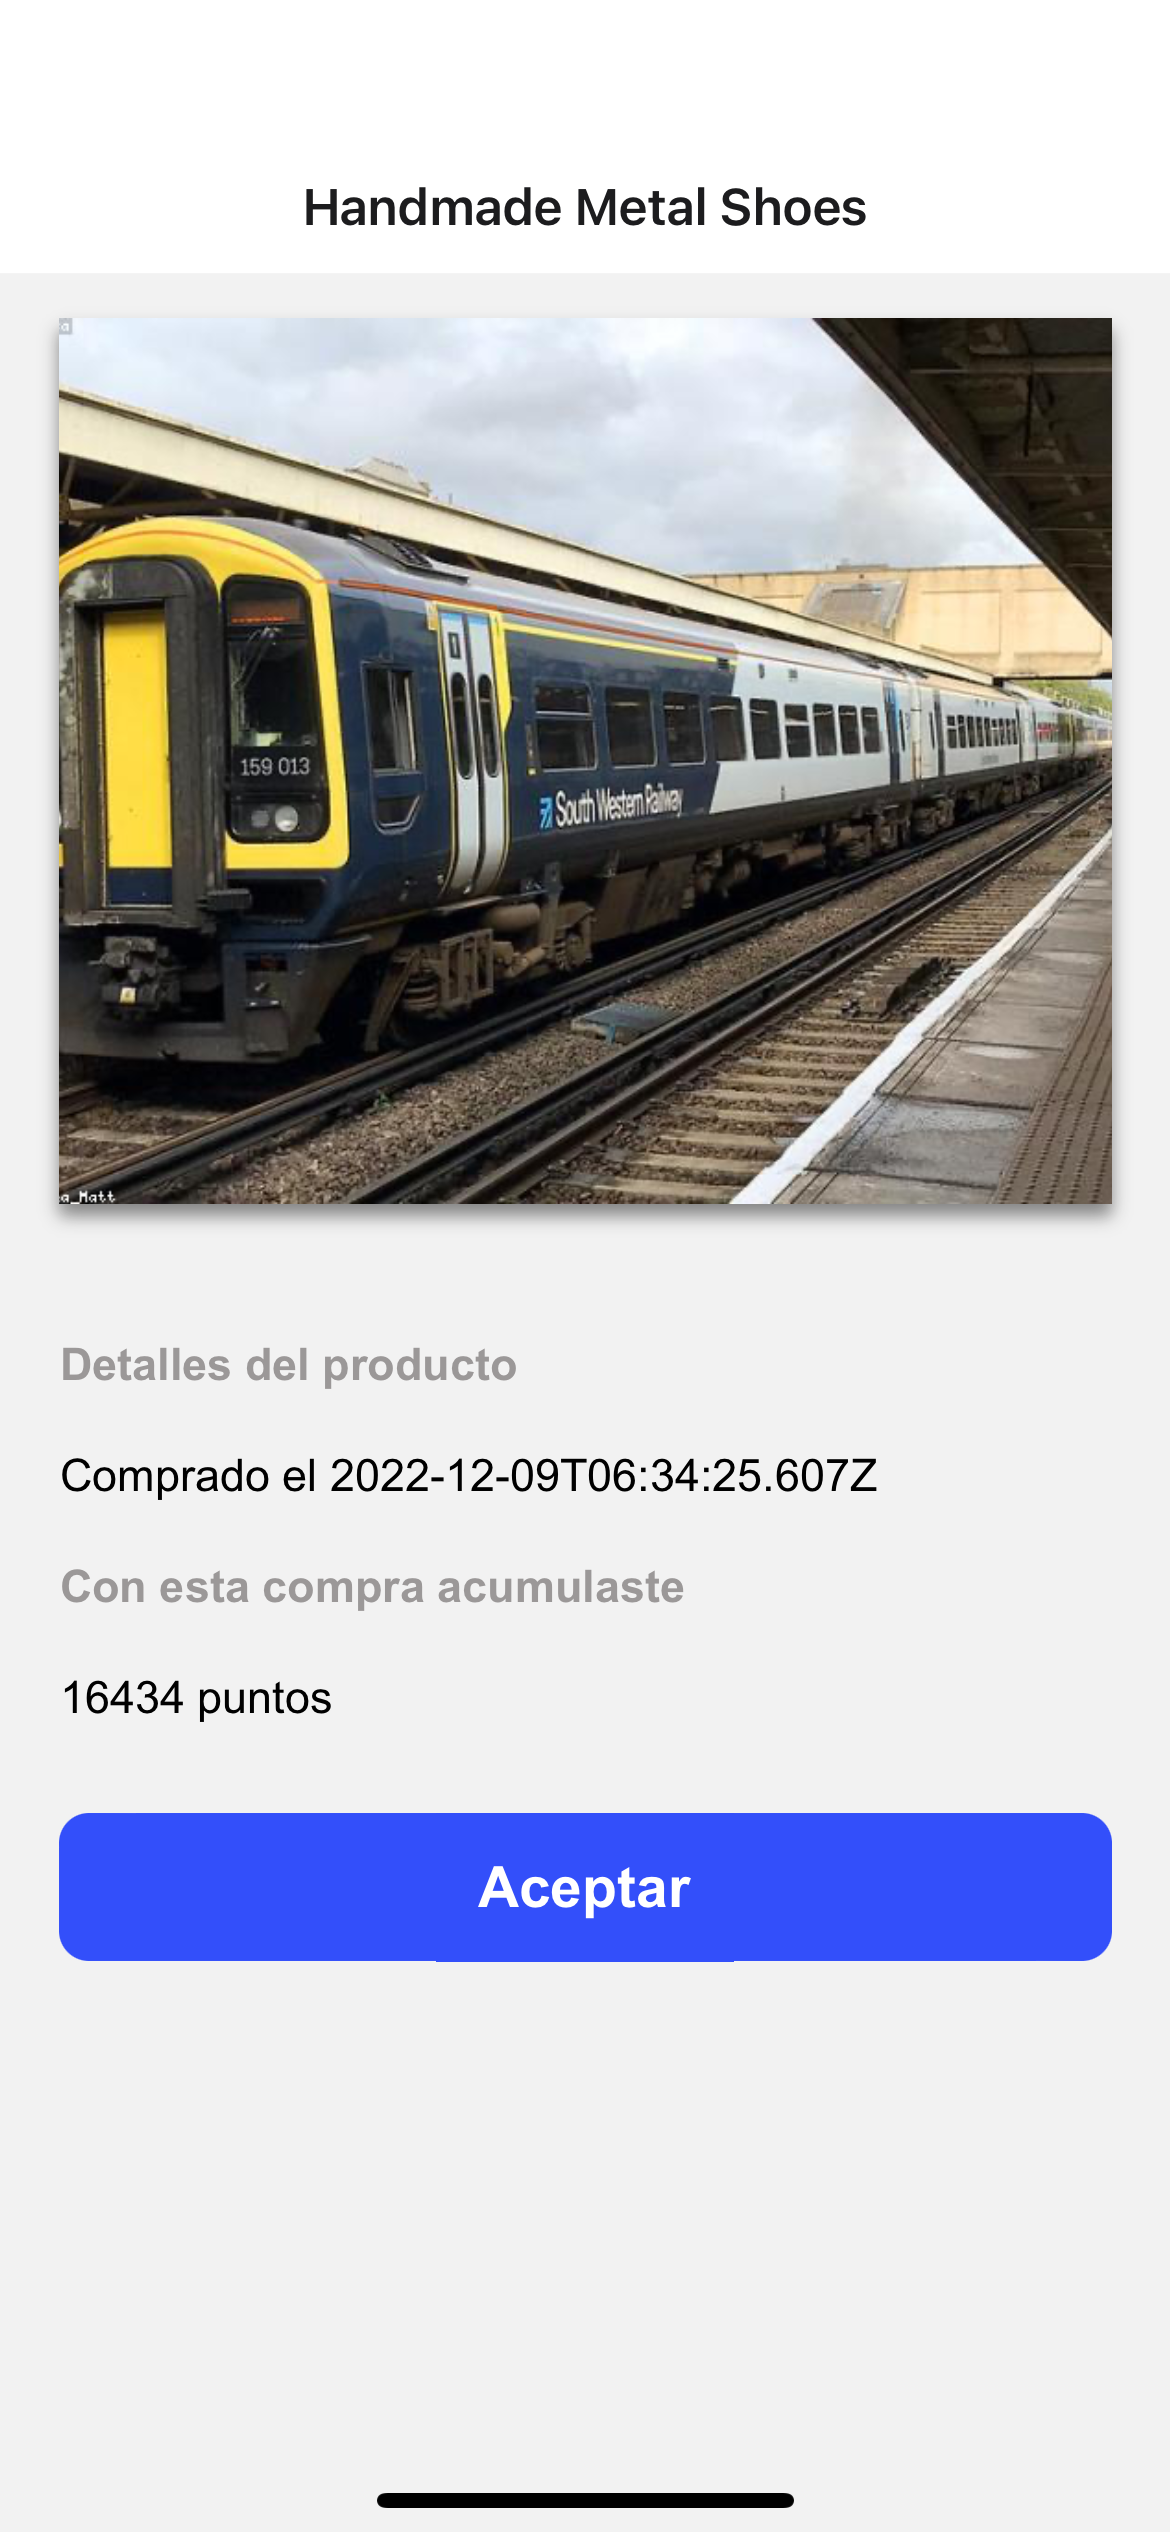 Handmade Metal Shoes
a
159 013
South Western Railway
a_Matt
Detalles del producto
Comprado el 2022-12-09T06:34:25.607Z
Con esta compra acumulaste
16434 puntos
Aceptar